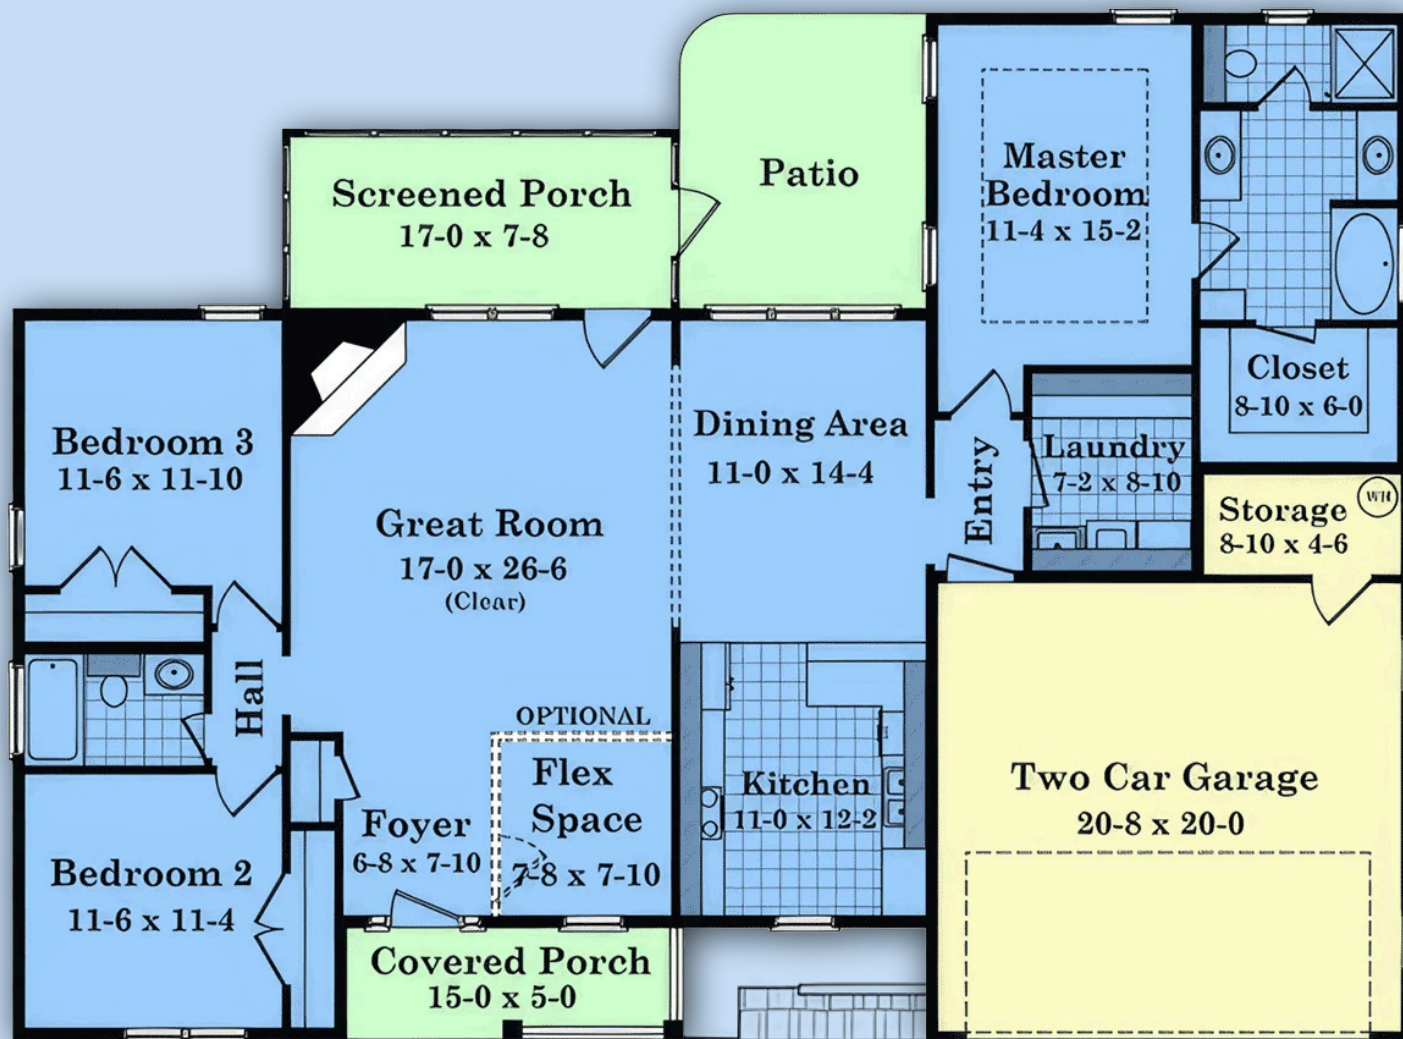 Patio
Screened Porch
17-0 x 7-8
Master
Bedroom
11-4 x 15-2
Closet
8-10 x 6-0
Bedroom 3
11-6 x 11-10
Dining Area
11-0 x 14-4
Laundry
7-2 x 8-10
Entry
Storage
8-10 x 4-6
WH
Great Room
17-0 x 26-6
(Clear)
Hall
OPTIONAL
Flex
Space
7-8 x 7-10
Foyer
6-8 x 7-10
Kitchen
11-0 x 12-2
Two Car Garage
20-8 x 20-0
Bedroom 2
11-6 x 11-4
Covered Porch
15-0 x 5-0